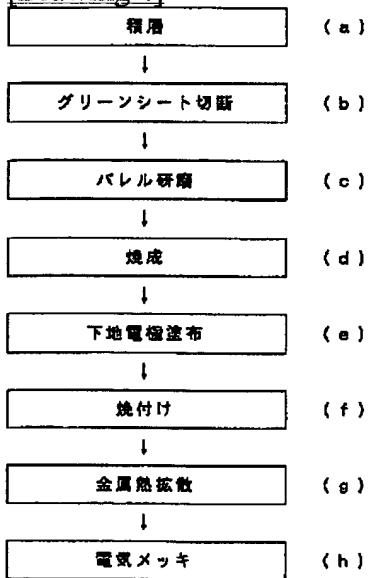 積層 (a)
グリーンシート切断 (b)
バレル研磨 (c)
焼成 (d)
下地電極塗布 (e)
焼付け (f)
金属熱拡散 (g)
電気メッキ (h)